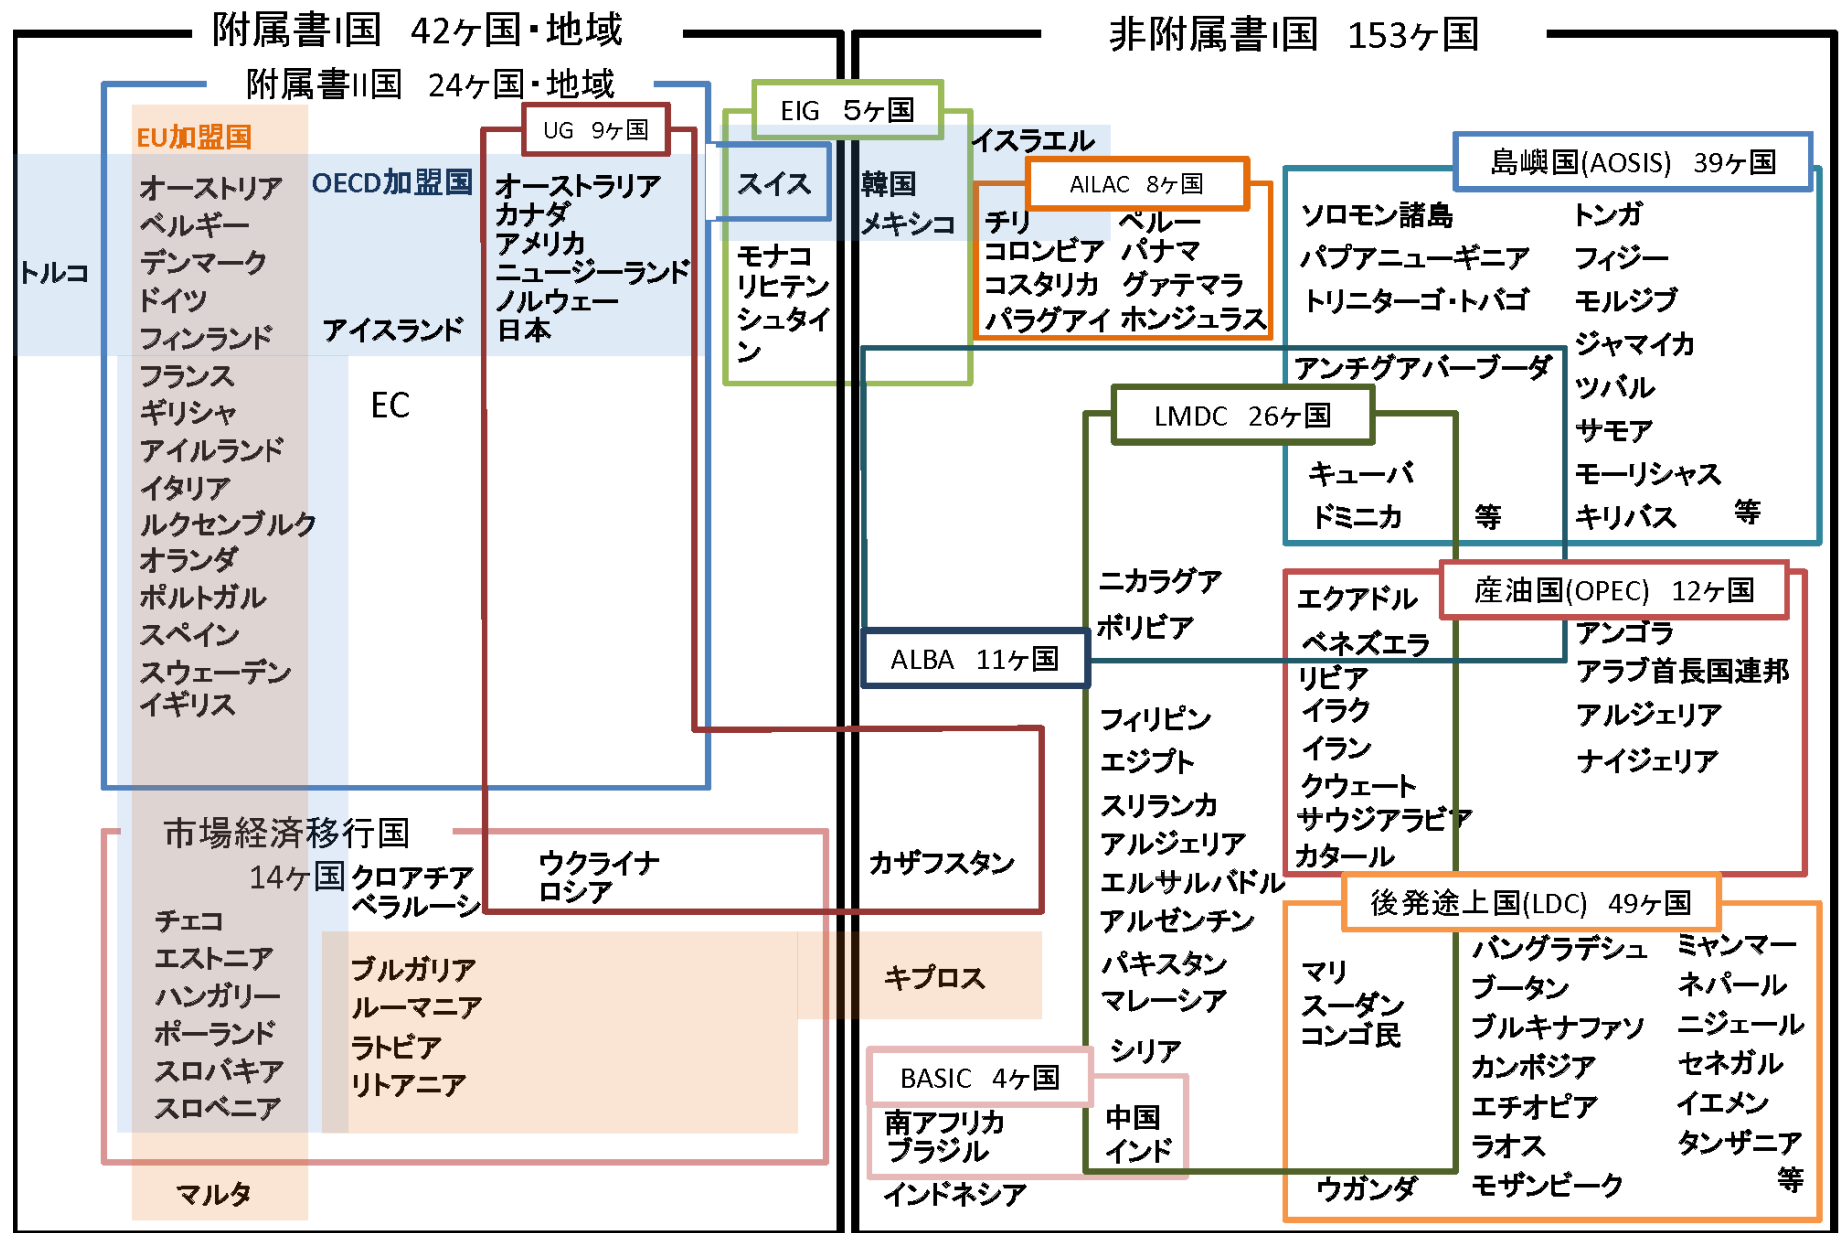 附属書I国　42ヶ国・地域
附属書II国　24ヶ国・地域
EU加盟国
オーストリア
ベルギー
デンマーク
ドイツ
フィンランド
フランス
ギリシャ
アイルランド
イタリア
ルクセンブルク
オランダ
ポルトガル
スペイン
スウェーデン
イギリス
トルコ
OECD加盟国
アイスランド
EC
UG　9ヶ国
オーストラリア
カナダ
アメリカ
ニュージーランド
ノルウェー
日本
市場経済移行国
14ヶ国
クロアチア
ベラルーシ
ウクライナ
ロシア
チェコ
エストニア
ハンガリー
ポーランド
スロバキア
スロベニア
ブルガリア
ルーマニア
ラトビア
リトアニア
マルタ
EIG　５ヶ国
スイス
モナコ
リヒテン
シュタイ
ン
非附属書I国　153ヶ国
イスラエル
韓国
メキシコ
AILAC　8ヶ国
チリ　ペルー
コロンビア　パナマ
コスタリカ　グァテマラ
パラグアイ　ホンジュラス
島嶼国(AOSIS)　39ヶ国
ソロモン諸島
パプアニューギニア
トリニターゴ・トバゴ
アンチグアバーブーダ
キューバ
ドミニカ　等
トンガ
フィジー
モルジブ
ジャマイカ
ツバル
サモア
モーリシャス
キリバス　等
LMDC　26ヶ国
ニカラグア
ボリビア
ALBA　11ヶ国
産油国(OPEC)　12ヶ国
エクアドル
ベネズエラ
リビア
イラク
イラン
クウェート
サウジアラビア
カタール
アンゴラ
アラブ首長国連邦
アルジェリア
ナイジェリア
フィリピン
エジプト
スリランカ
アルジェリア
エルサルバドル
アルゼンチン
パキスタン
マレーシア
シリア
カザフスタン
キプロス
BASIC　4ヶ国
南アフリカ
ブラジル
中国
インド
インドネシア
後発途上国(LDC)　49ヶ国
マリ
スーダン
コンゴ民
ウガンダ
バングラデシュ
ブータン
ブルキナファソ
カンボジア
エチオピア
ラオス
モザンビーク
ミャンマー
ネパール
ニジェール
セネガル
イエメン
タンザニア
等